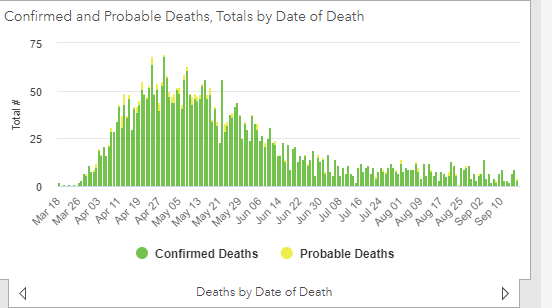 Confirmed and Probable Deaths, Totals by Date of Death
75
50
25
0
Total #
Mar 18
Mar 26
Apr 03
Apr 11
Apr 19
Apr 27
May 05
May 13
May 21
May 29
Jun 06
Jun 14
Jun 22
Jun 30
Jul 08
Jul 16
Jul 24
Aug 01
Aug 09
Aug 17
Aug 25
Sep 02
Sep 10
Confirmed Deaths Probable Deaths
Deaths by Date of Death